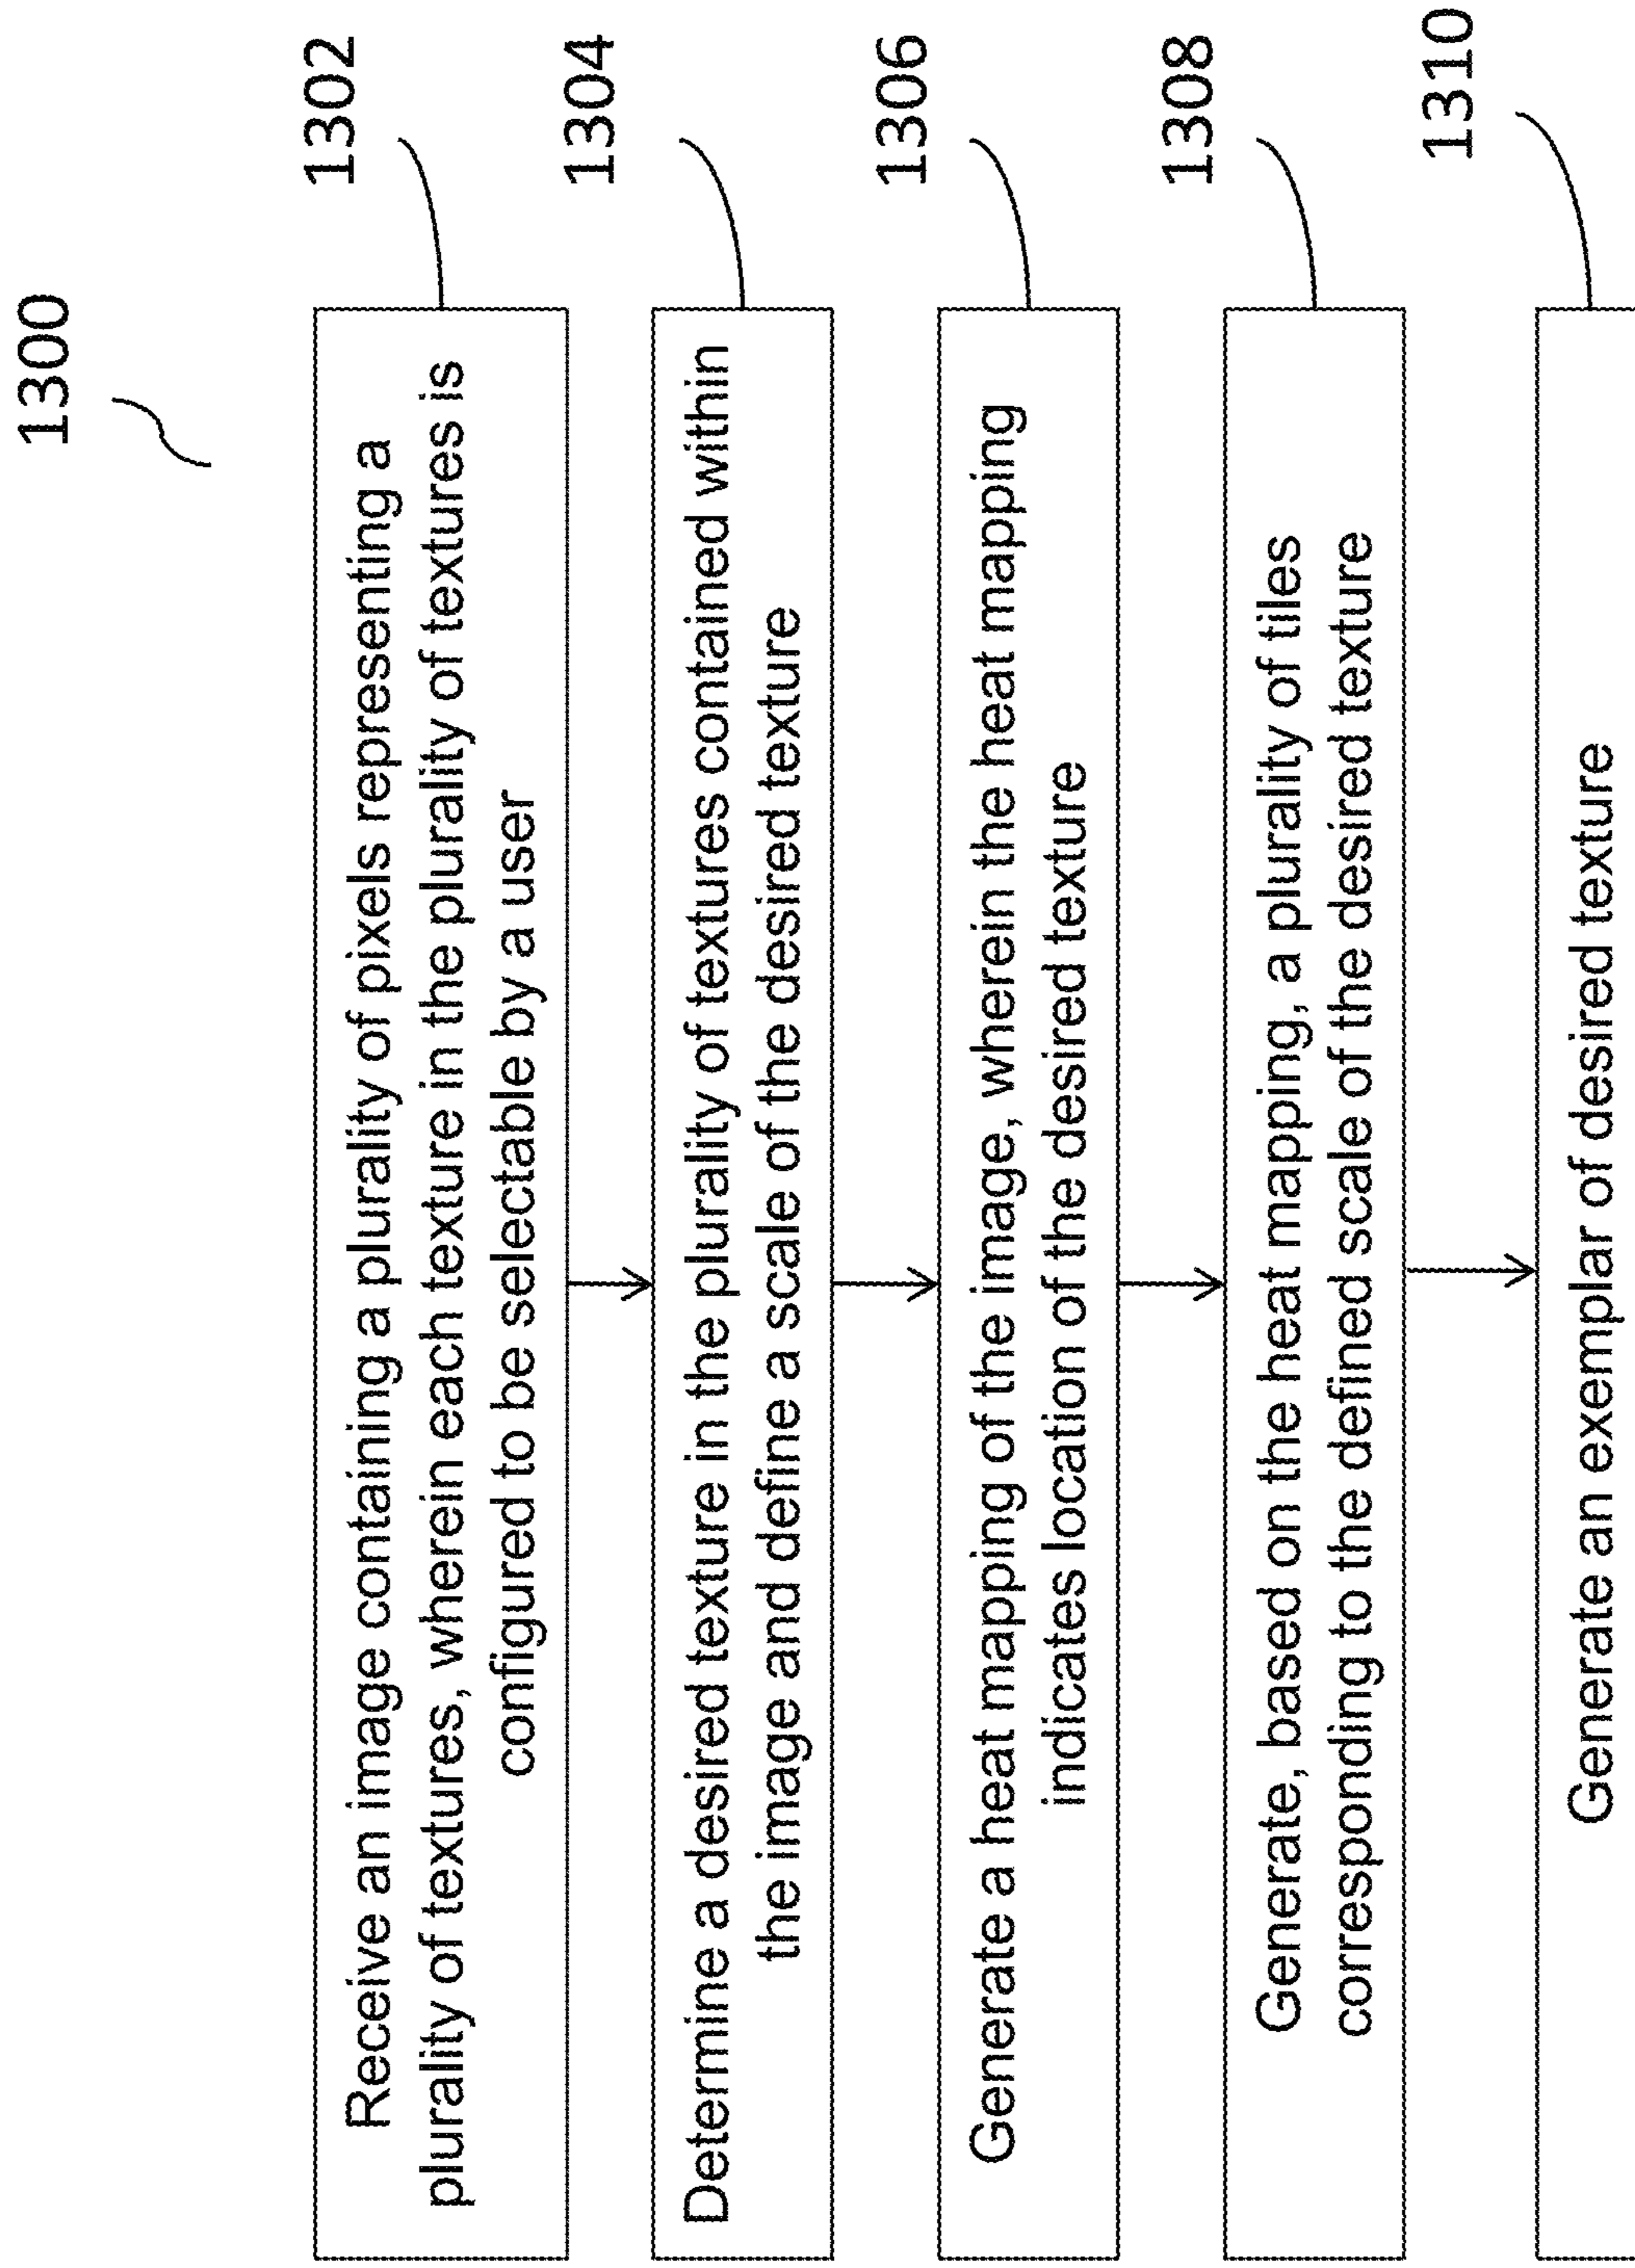 1300
Receive an image containing a plurality of pixels representing a
plurality of textures, wherein each texture in the plurality of textures is
configured to be selectable by a user
1302
Determine a desired texture in the plurality of textures contained within
the image and define a scale of the desired texture
1304
Generate a heat mapping of the image, wherein the heat mapping
indicates location of the desired texture
1306
Generate, based on the heat mapping, a plurality of tiles
corresponding to the defined scale of the desired texture
1308
Generate an exemplar of desired texture
1310